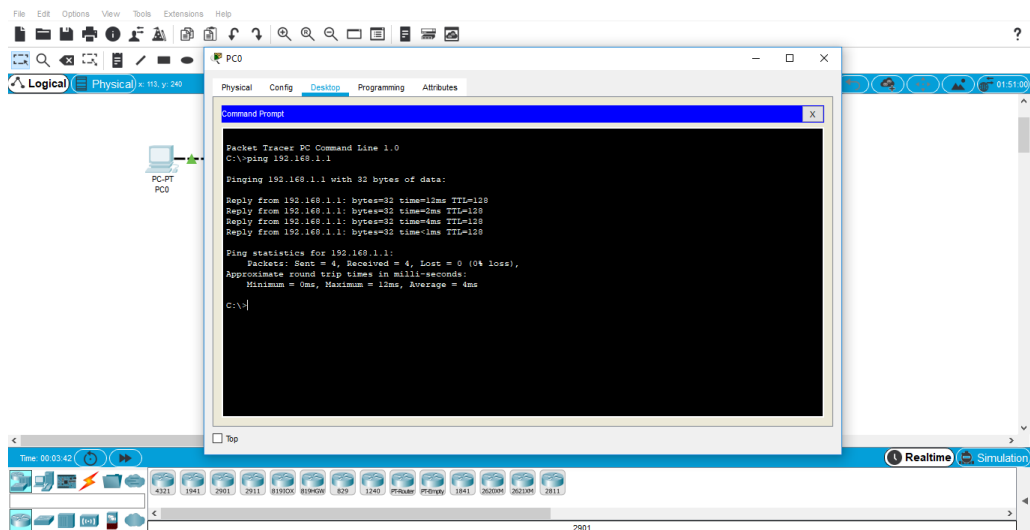 File Edit Options View Tools Extensions Help
?
PC0
Logical Physical x: 113, y: 240
01:51:00
Physical Config Desktop Programming Attributes
Command Prompt
X
Packet Tracer PC Command Line 1.0
C:\>ping 192.168.1.1
Pinging 192.168.1.1 with 32 bytes of data:
Reply from 192.168.1.1: bytes=32 time=12ms TTL=128
Reply from 192.168.1.1: bytes=32 time=2ms TTL=128
Reply from 192.168.1.1: bytes=32 time=4ms TTL=128
Reply from 192.168.1.1: bytes=32 time<1ms TTL=128
Ping statistics for 192.168.1.1:
Packets: Sent = 4, Received = 4, Lost = 0 (0% loss),
Approximate round trip times in milli-seconds:
Minimum = 0ms, Maximum = 12ms, Average = 4ms
C:\>
PC-PT
PC0
Top
Time: 00:03:42
Realtime Simulation
4321 1941 2901 2911 819IOX 819HGW 829 1240 PT-Router PT-Empty 1841 2620XM 2621XM 2811
2901